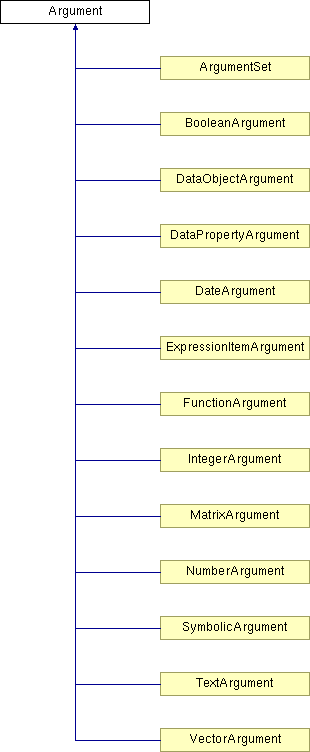 Argument
ArgumentSet
BooleanArgument
DataObjectArgument
DataPropertyArgument
DateArgument
ExpressionItemArgument
FunctionArgument
IntegerArgument
MatrixArgument
NumberArgument
SymbolicArgument
TextArgument
VectorArgument